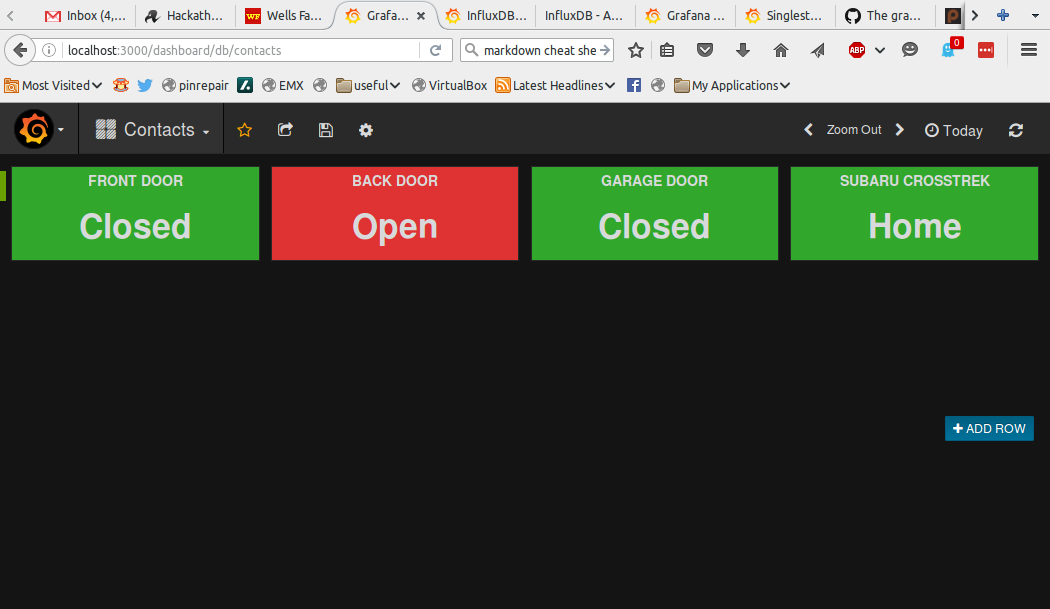 Inbox (4,... Hackath... Wells Fa... Grafa... InfluxDB... InfluxDB - A... Grafana ... Singlest... The gra...
localhost:3000/dashboard/db/contacts markdown cheat she ABP 0
Most Visited pinrepair EMX useful VirtualBox Latest Headlines My Applications
Contacts Zoom Out Today
FRONT DOOR BACK DOOR GARAGE DOOR SUBARU CROSSTREK
Closed Open Closed Home
ADD ROW